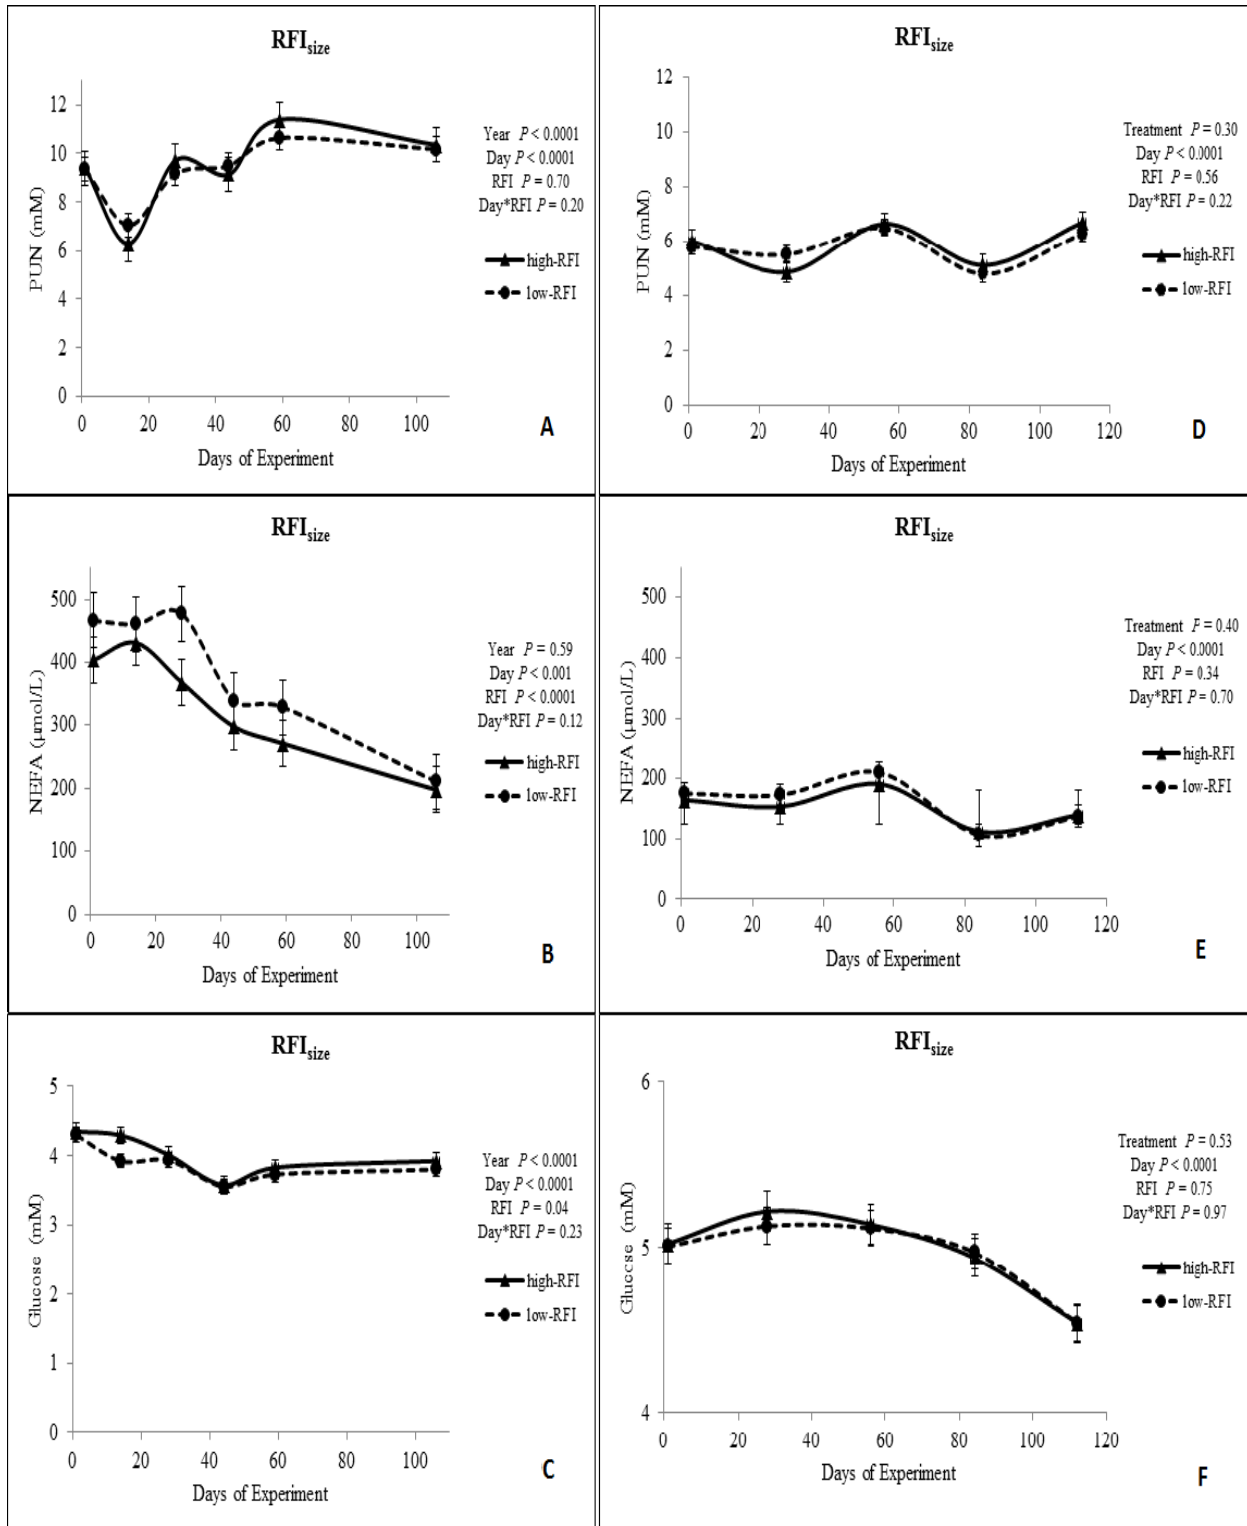 RFIsize
12
10
8
6
4
2
0
PUN (mM)
0 20 40 60 80 100
Days of Experiment
Year P < 0.0001
Day P < 0.0001
RFI P = 0.70
Day*RFI P = 0.20
high-RFI
low-RFI
A
RFIsize
12
10
8
6
4
2
0
PUN (mM)
0 20 40 60 80 100 120
Days of Experiment
Treatment P = 0.30
Day P < 0.0001
RFI P = 0.56
Day*RFI P = 0.22
high-RFI
low-RFI
D
RFIsize
500
400
300
200
100
0
NEFA (µmol/L)
0 20 40 60 80 100
Days of Experiment
Year P = 0.59
Day P < 0.001
RFI P < 0.0001
Day*RFI P = 0.12
high-RFI
low-RFI
B
RFIsize
500
400
300
200
100
0
NEFA (µmol/L)
0 20 40 60 80 100 120
Days of Experiment
Treatment P = 0.40
Day P < 0.0001
RFI P = 0.34
Day*RFI P = 0.70
high-RFI
low-RFI
E
RFIsize
5
4
3
2
1
0
Glucose (mM)
0 20 40 60 80 100
Days of Experiment
Year P < 0.0001
Day P < 0.0001
RFI P = 0.04
Day*RFI P = 0.23
high-RFI
low-RFI
C
RFIsize
6
5
4
Gluccse (mM)
0 20 40 60 80 100 120
Days of Experiment
Treatment P = 0.53
Day P < 0.0001
RFI P = 0.75
Day*RFI P = 0.97
high-RFI
low-RFI
F